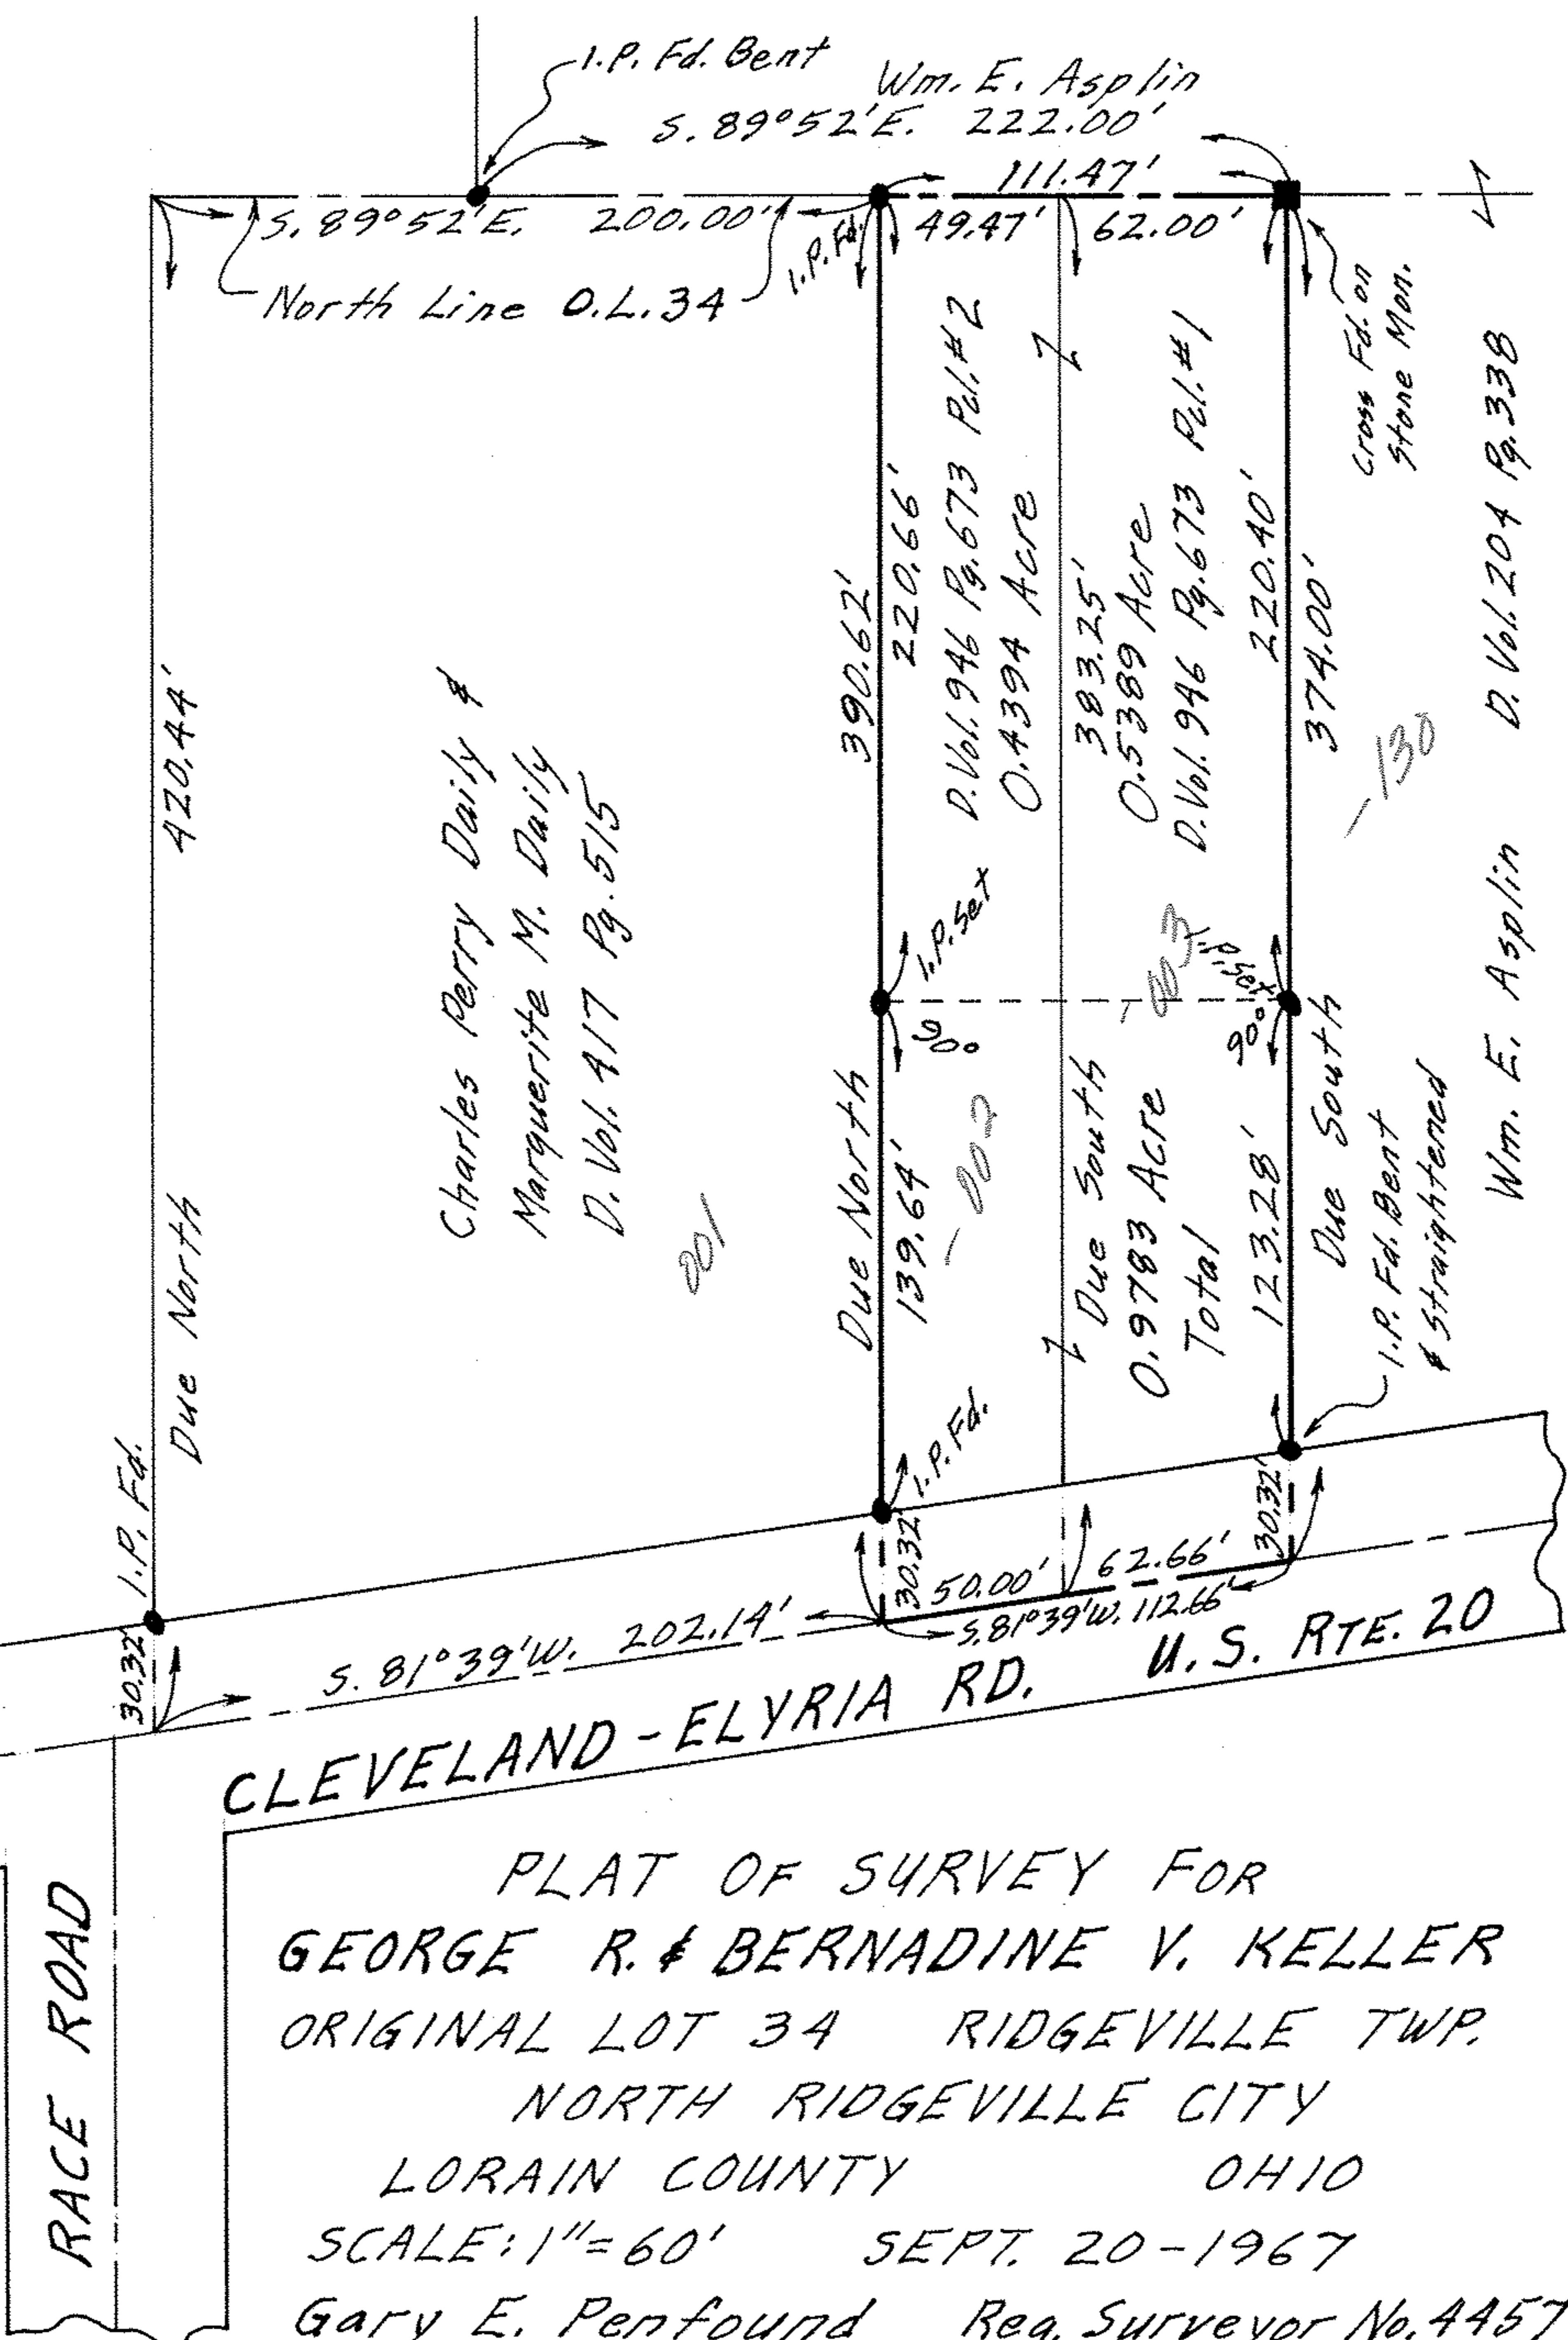 I.P. Fd. Bent
Wm. E. Asplin
S. 89°52'E. 222.00'
111.47'
S. 89°52'E. 200.00'
I.P. Fd.
49.47' 62.00'
North Line O.L. 34
Cross Fd. on
Stone Mon.
D. Vol. 204 Pg. 338
Wm. E. Asplin
420.44'
Due North
I.P. Fd.
30.32'
Charles Perry Daily &
Marguerite M. Daily
D. Vol. 417 Pg. 515
001
390.62'
Due North
220.66'
139.64'
D. Vol. 946 Pg. 673 Pcl. #2
0.4394 Acre
I.P. Set
90°
-002
I.P. Fd.
383.25'
Due South
0.5389 Acre
D. Vol. 946 Pg. 673 Pcl. #1
0.9783 Acre
Total
-003
220.40'
90°
123.28'
374.00'
Due South
-130
I.P. Fd. Bent
& Straightened
30.32'
30.32'
50.00' 62.66'
S. 81°39'W. 112.66'
S. 81°39'W. 202.14'
CLEVELAND-ELYRIA RD. U.S. RTE. 20
RACE ROAD
PLAT OF SURVEY FOR
GEORGE R. & BERNADINE V. KELLER
ORIGINAL LOT 34 RIDGEVILLE TWP.
NORTH RIDGEVILLE CITY
LORAIN COUNTY OHIO
SCALE: 1"=60' SEPT. 20-1967
Gary E. Penfound Reg. Surveyor No. 4457